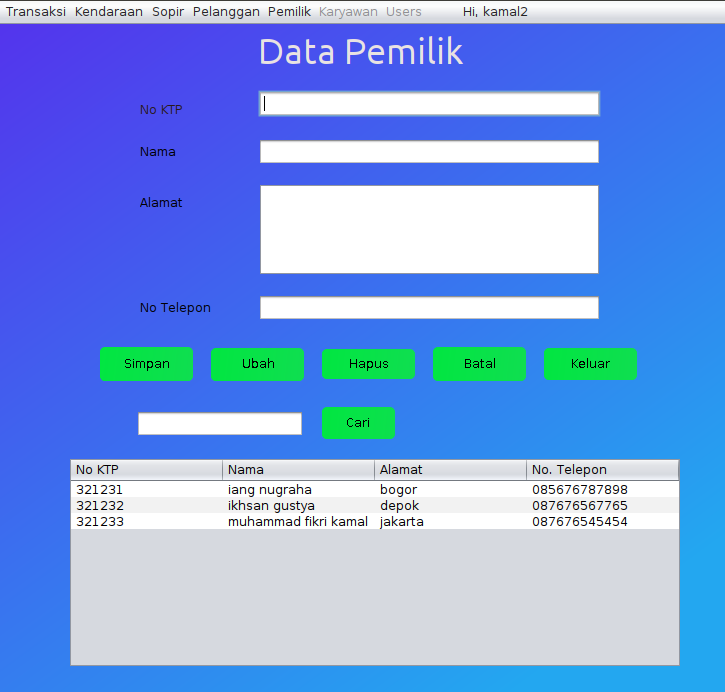 Transaksi Kendaraan Sopir Pelanggan Pemilik Karyawan Users Hi, kamal2
Data Pemilik
No KTP
Nama
Alamat
No Telepon
Simpan Ubah Hapus Batal Keluar
Cari
No KTP Nama Alamat No. Telepon
321231 iang nugraha bogor 085676787898
321232 ikhsan gustya depok 087676567765
321233 muhammad fikri kamal jakarta 087676545454